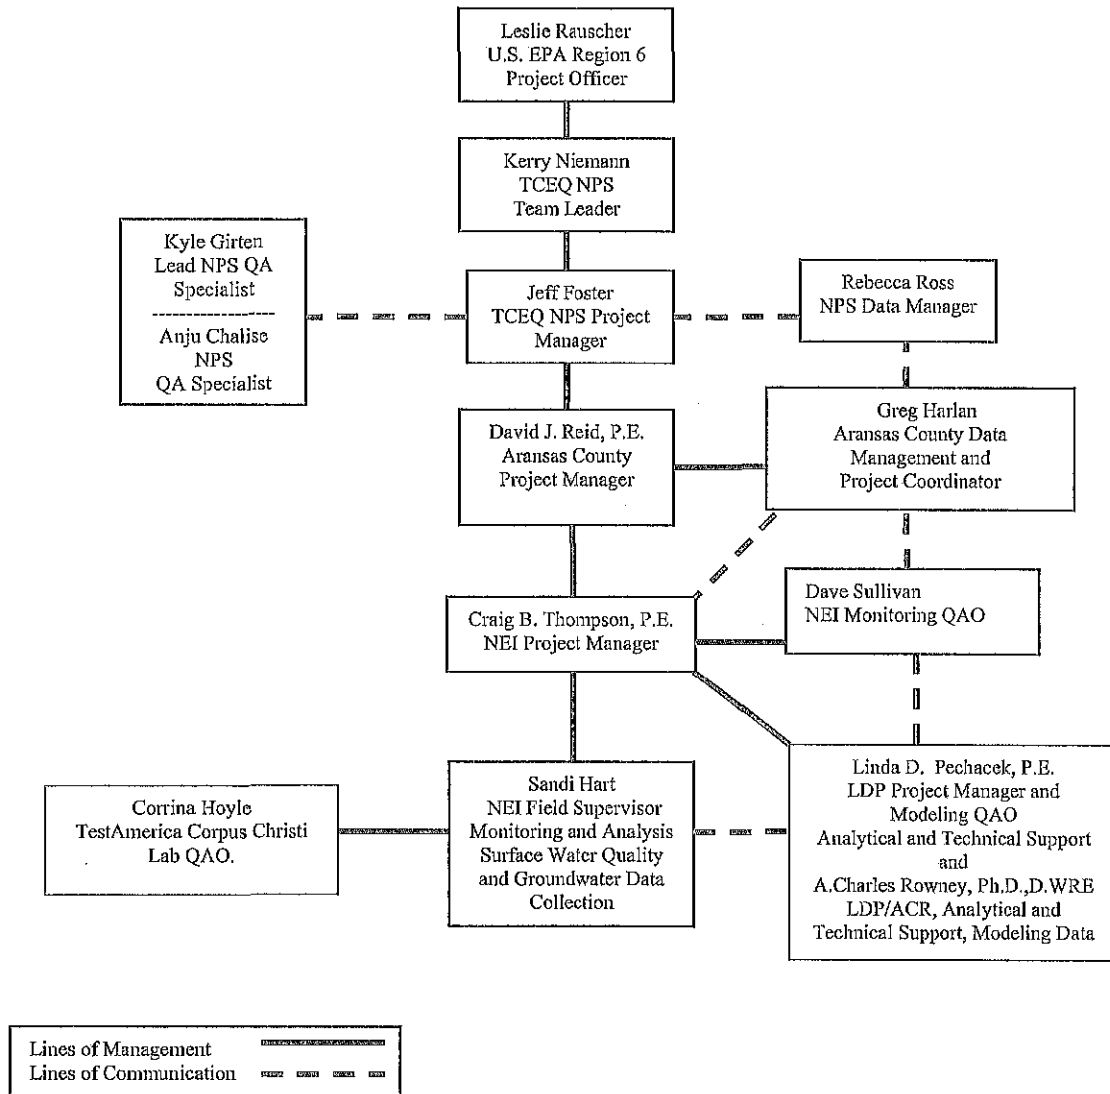 Leslie Rauscher
U.S. EPA Region 6
Project Officer
Kerry Niemann
TCEQ NPS
Team Leader
Kyle Girten
Lead NPS QA
Specialist
Anju Chalise
NPS
QA Specialist
Jeff Foster
TCEQ NPS Project
Manager
Rebecca Ross
NPS Data Manager
David J. Reid, P.E.
Aransas County
Project Manager
Greg Harlan
Aransas County Data
Management and
Project Coordinator
Craig B. Thompson, P.E.
NEI Project Manager
Dave Sullivan
NEI Monitoring QAO
Corrina Hoyle
TestAmerica Corpus Christi
Lab QAO.
Sandi Hart
NEI Field Supervisor
Monitoring and Analysis
Surface Water Quality
and Groundwater Data
Collection
Linda D. Pechacek, P.E.
LDP Project Manager and
Modeling QAO
Analytical and Technical Support
and
A.Charles Rowney, Ph.D.,D.WRE
LDP/ACR, Analytical and
Technical Support, Modeling Data
Lines of Management
Lines of Communication